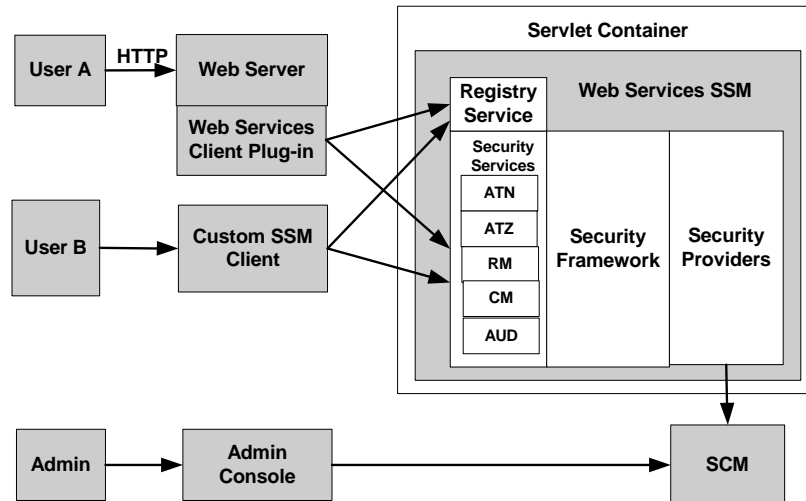 Servlet Container
HTTP
User A
Web Server
Web Services SSM
Registry
Service
Web Services
Client Plug-in
Security
Services
ATN
ATZ
RM
CM
AUD
Security
Framework
Security
Providers
User B
Custom SSM
Client
Admin
Admin
Console
SCM